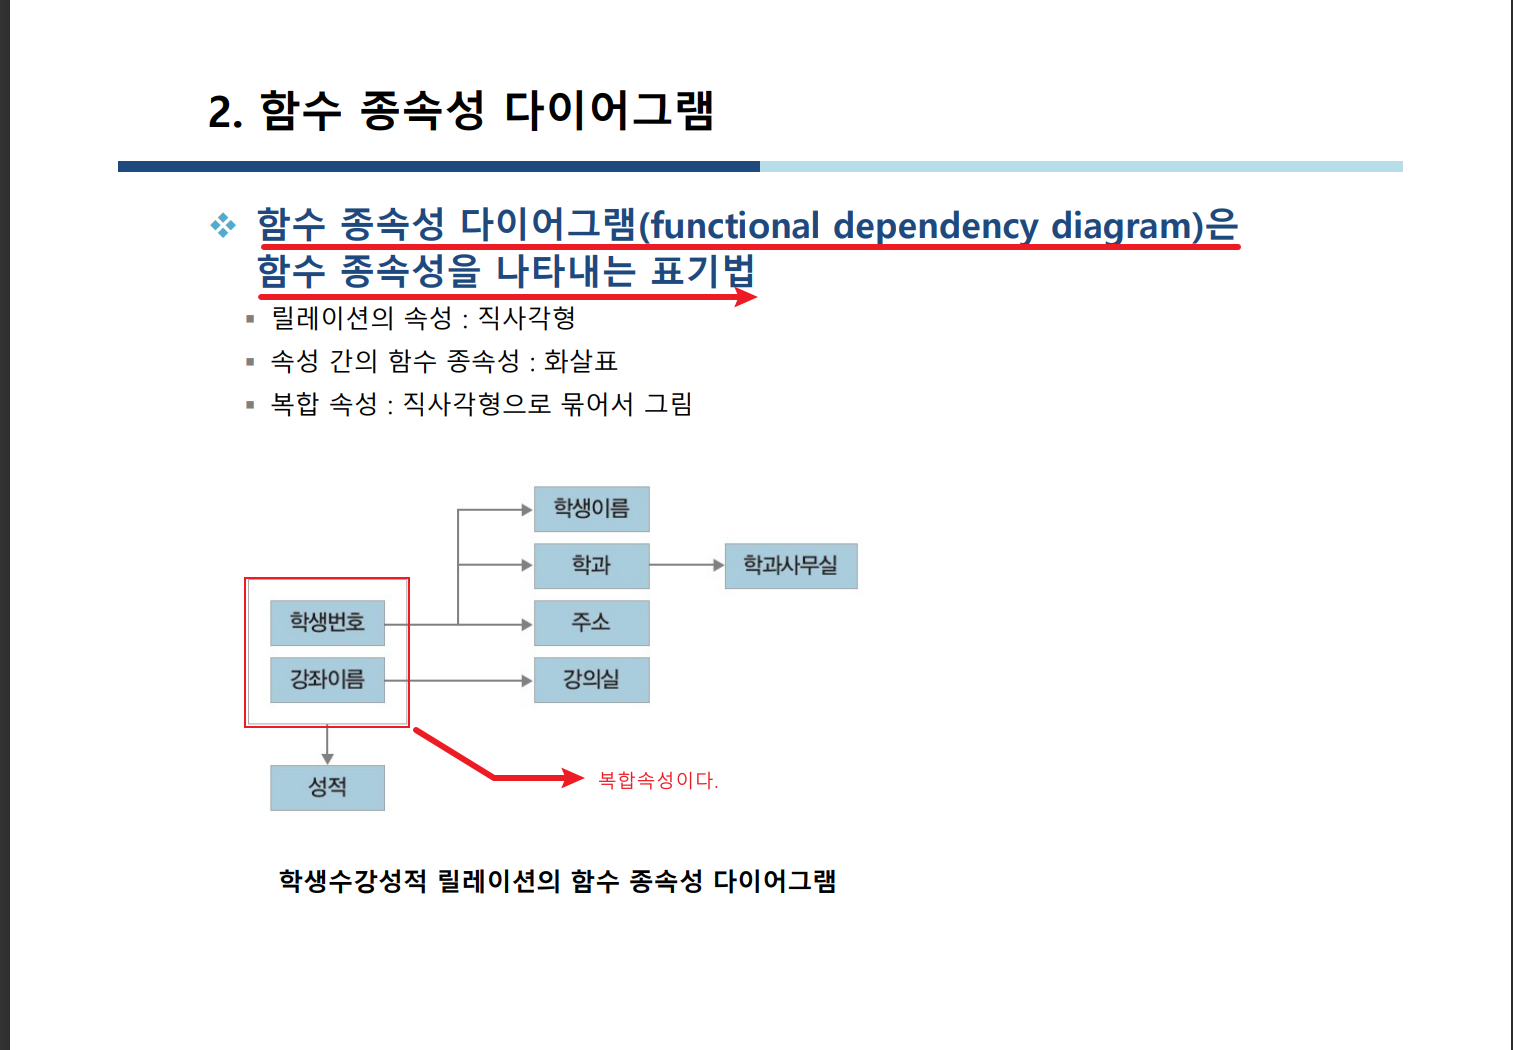 2. 함수 종속성 다이어그램
함수 종속성 다이어그램(functional dependency diagram)은
함수 종속성을 나타내는 표기법
릴레이션의 속성 : 직사각형
속성 간의 함수 종속성 : 화살표
복합 속성 : 직사각형으로 묶어서 그림
학생이름
학과
학과사무실
학생번호
주소
강좌이름
강의실
성적
복합속성이다.
학생수강성적 릴레이션의 함수 종속성 다이어그램